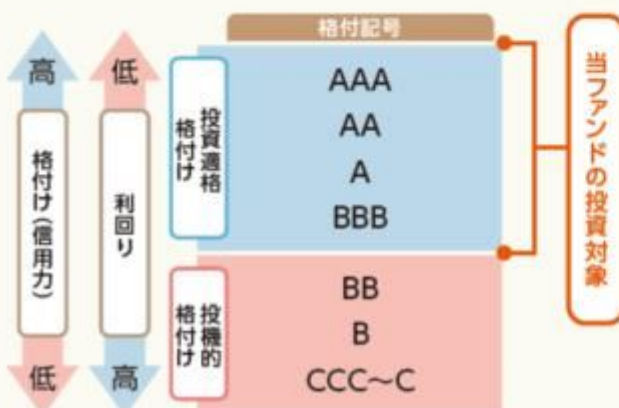 格付記号
高
格付け（信用力）
低
低
利回り
高
投資適格
格付け
AAA
AA
A
BBB
投機的
格付け
BB
B
CCC～C
当ファンドの投資対象